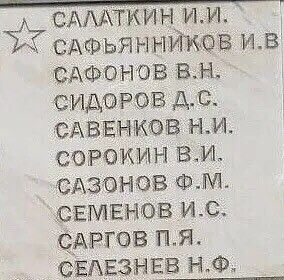 САЛАТКИН И.И.
САФЬЯННИКОВ И.В
САФОНОВ В.Н.
СИДОРОВ Д.С.
САВЕНКОВ Н.И.
СОРОКИН В.И.
САЗОНОВ Ф.М.
СЕМЕНОВ И.С.
САРГОВ П.Я.
СЕЛЕЗНЕВ Н.Ф.